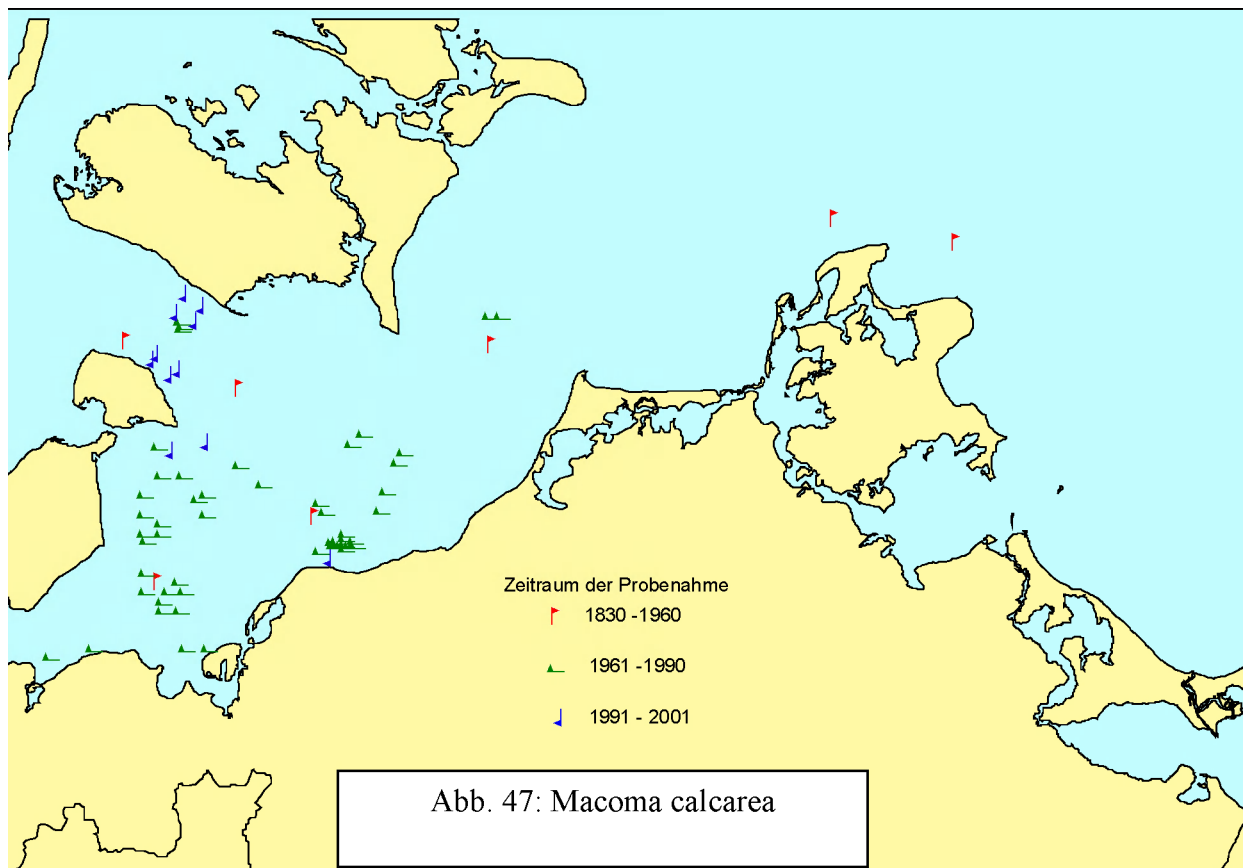 Zeitraum der Probenahme
1830 -1960
1961 -1990
1991 - 2001
Abb. 47: Macoma calcarea